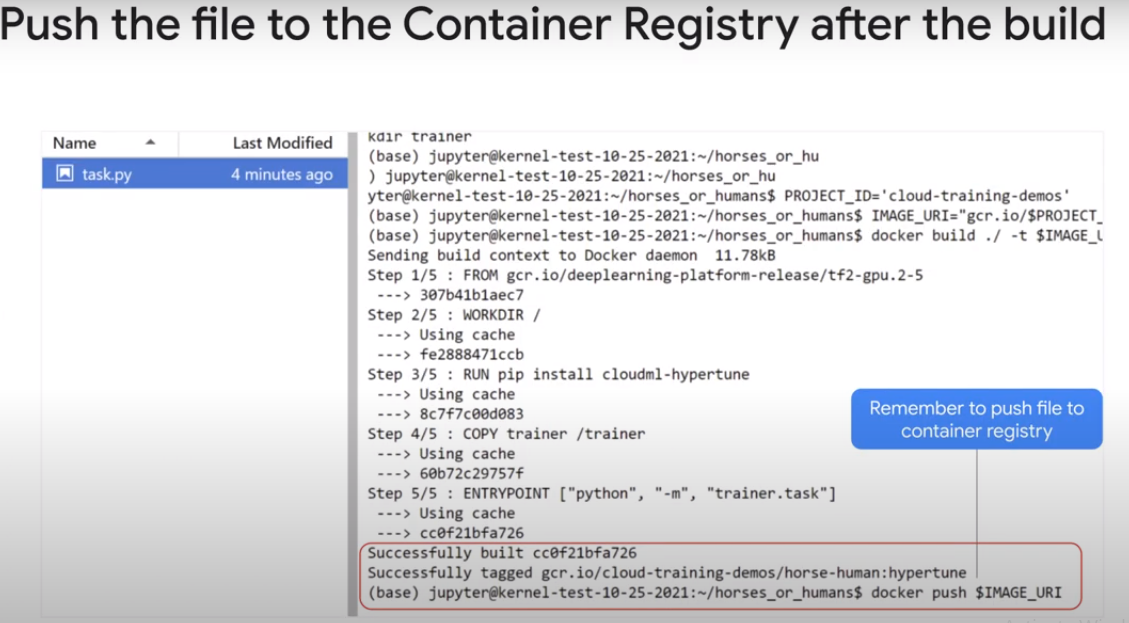 Push the file to the Container Registry after the build
Name Last Modified
task.py 4 minutes ago
kdir trainer
(base) jupyter@kernel-test-10-25-2021:~/horses_or_hu
) jupyter@kernel-test-10-25-2021:~/horses_or_hu
yter@kernel-test-10-25-2021:~/horses_or_humans$ PROJECT_ID='cloud-training-demos'
(base) jupyter@kernel-test-10-25-2021:~/horses_or_humans$ IMAGE_URI="gcr.io/$PROJECT_
(base) jupyter@kernel-test-10-25-2021:~/horses_or_humans$ docker build ./ -t $IMAGE_U
Sending build context to Docker daemon 11.78kB
Step 1/5 : FROM gcr.io/deeplearning-platform-release/tf2-gpu.2-5
---> 307b41b1aec7
Step 2/5 : WORKDIR /
---> Using cache
---> fe2888471ccb
Step 3/5 : RUN pip install cloudml-hypertune
---> Using cache
---> 8c7f7c00d083
Step 4/5 : COPY trainer /trainer
---> Using cache
---> 60b72c29757f
Step 5/5 : ENTRYPOINT ["python", "-m", "trainer.task"]
---> Using cache
---> cc0f21bfa726
Successfully built cc0f21bfa726
Successfully tagged gcr.io/cloud-training-demos/horse-human:hypertune
(base) jupyter@kernel-test-10-25-2021:~/horses_or_humans$ docker push $IMAGE_URI
Remember to push file to
container registry